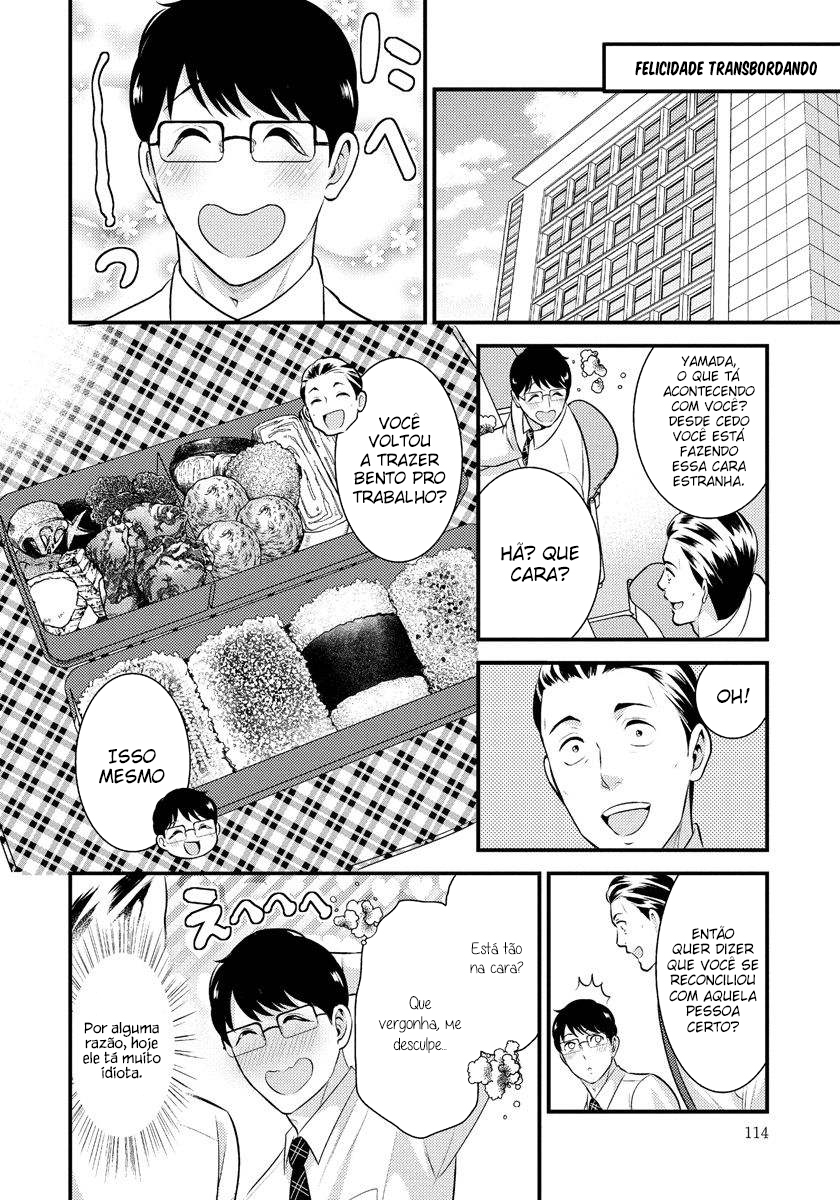 FELICIDADE TRANSBORDANDO
に
へ
っ
YAMADA,
O QUE TÁ
ACONTECENDO
COM VOCÊ?
DESDE CEDO
VOCÊ ESTÁ
FAZENDO
ESSA CARA
ESTRANHA.
HÃ? QUE
CARA?
OH!
VOCÊ
VOLTOU
A TRAZER
BENTO PRO
TRABALHO?
ISSO
MESMO
ENTÃO
QUER DIZER
QUE VOCÊ SE
RECONCILIOU
COM AQUELA
PESSOA
CERTO?
Está tão
na cara?
Que
vergonha, me
desculpe...
えへへへ
Por alguma
razão, hoje
ele tá muito
idiota.
114